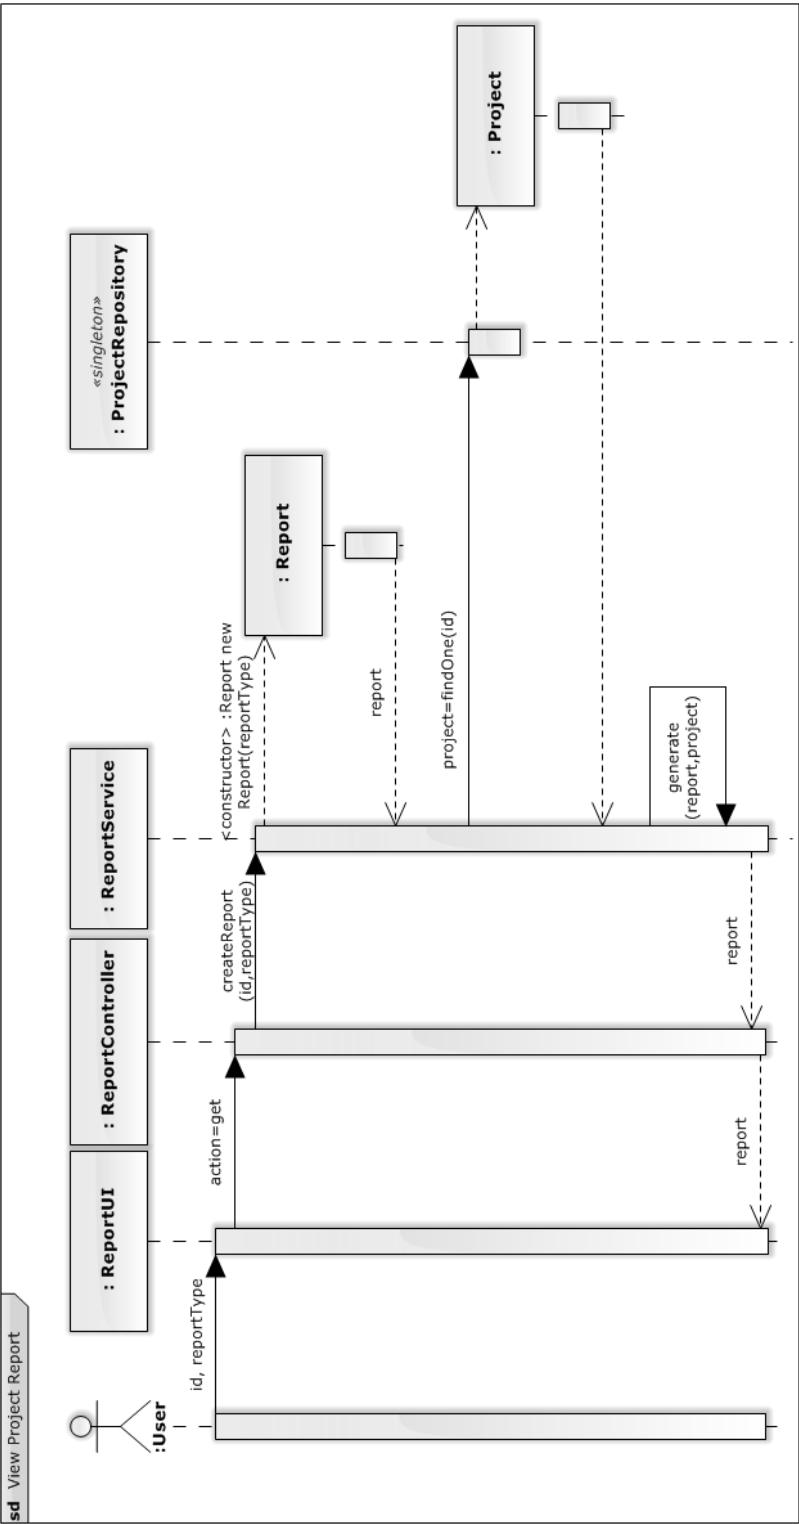 sd View Project Report
:User
: ReportUI
: ReportController
: ReportService
«singleton»
: ProjectRepository
id, reportType
action=get
createReport
(id,reportType)
<constructor> :Report new
Report(reportType)
: Report
report
project=findOne(id)
: Project
generate
(report,project)
report
report